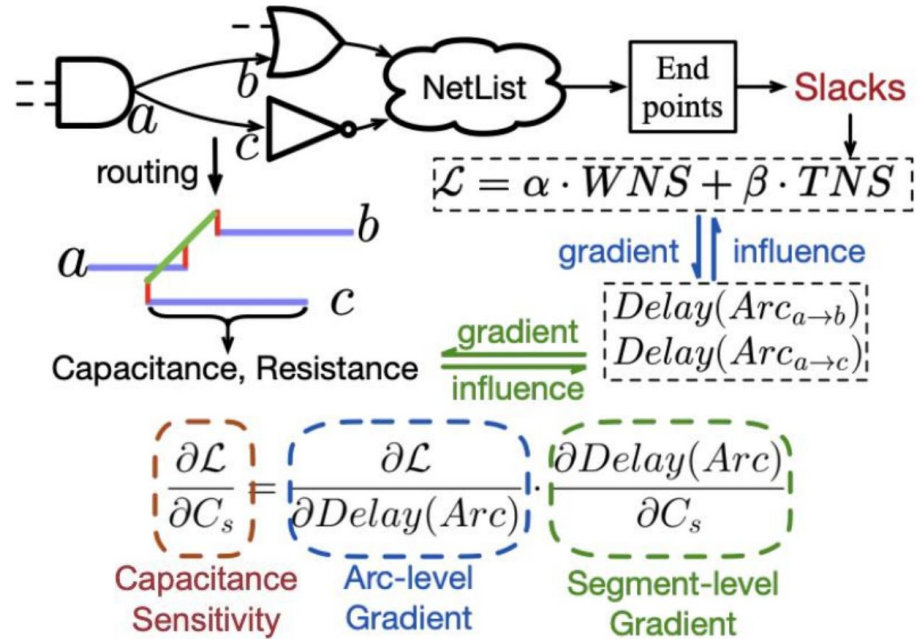 a
b
c
NetList
End
points
Slacks
routing
ℒ = α · WNS + β · TNS
a
b
c
gradient
influence
Delay(Arc_{a→b})
Delay(Arc_{a→c})
gradient
influence
Capacitance, Resistance
∂ℒ/∂C_s = ∂ℒ/∂Delay(Arc) · ∂Delay(Arc)/∂C_s
Capacitance
Sensitivity
Arc-level
Gradient
Segment-level
Gradient